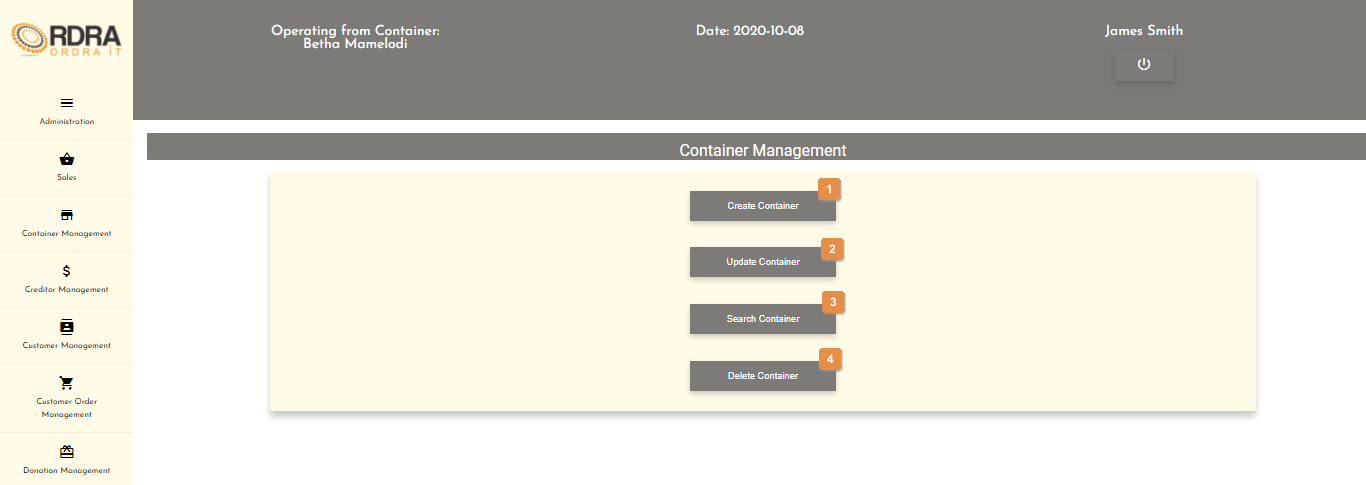 RDRA
ORDRA IT
Operating from Container:
Betha Mamelodi
Date: 2020-10-08
James Smith
Administration
Sales
Container Management
Creditor Management
Customer Management
Customer Order
Management
Donation Management
Container Management
1
Create Container
2
Update Container
3
Search Container
4
Delete Container